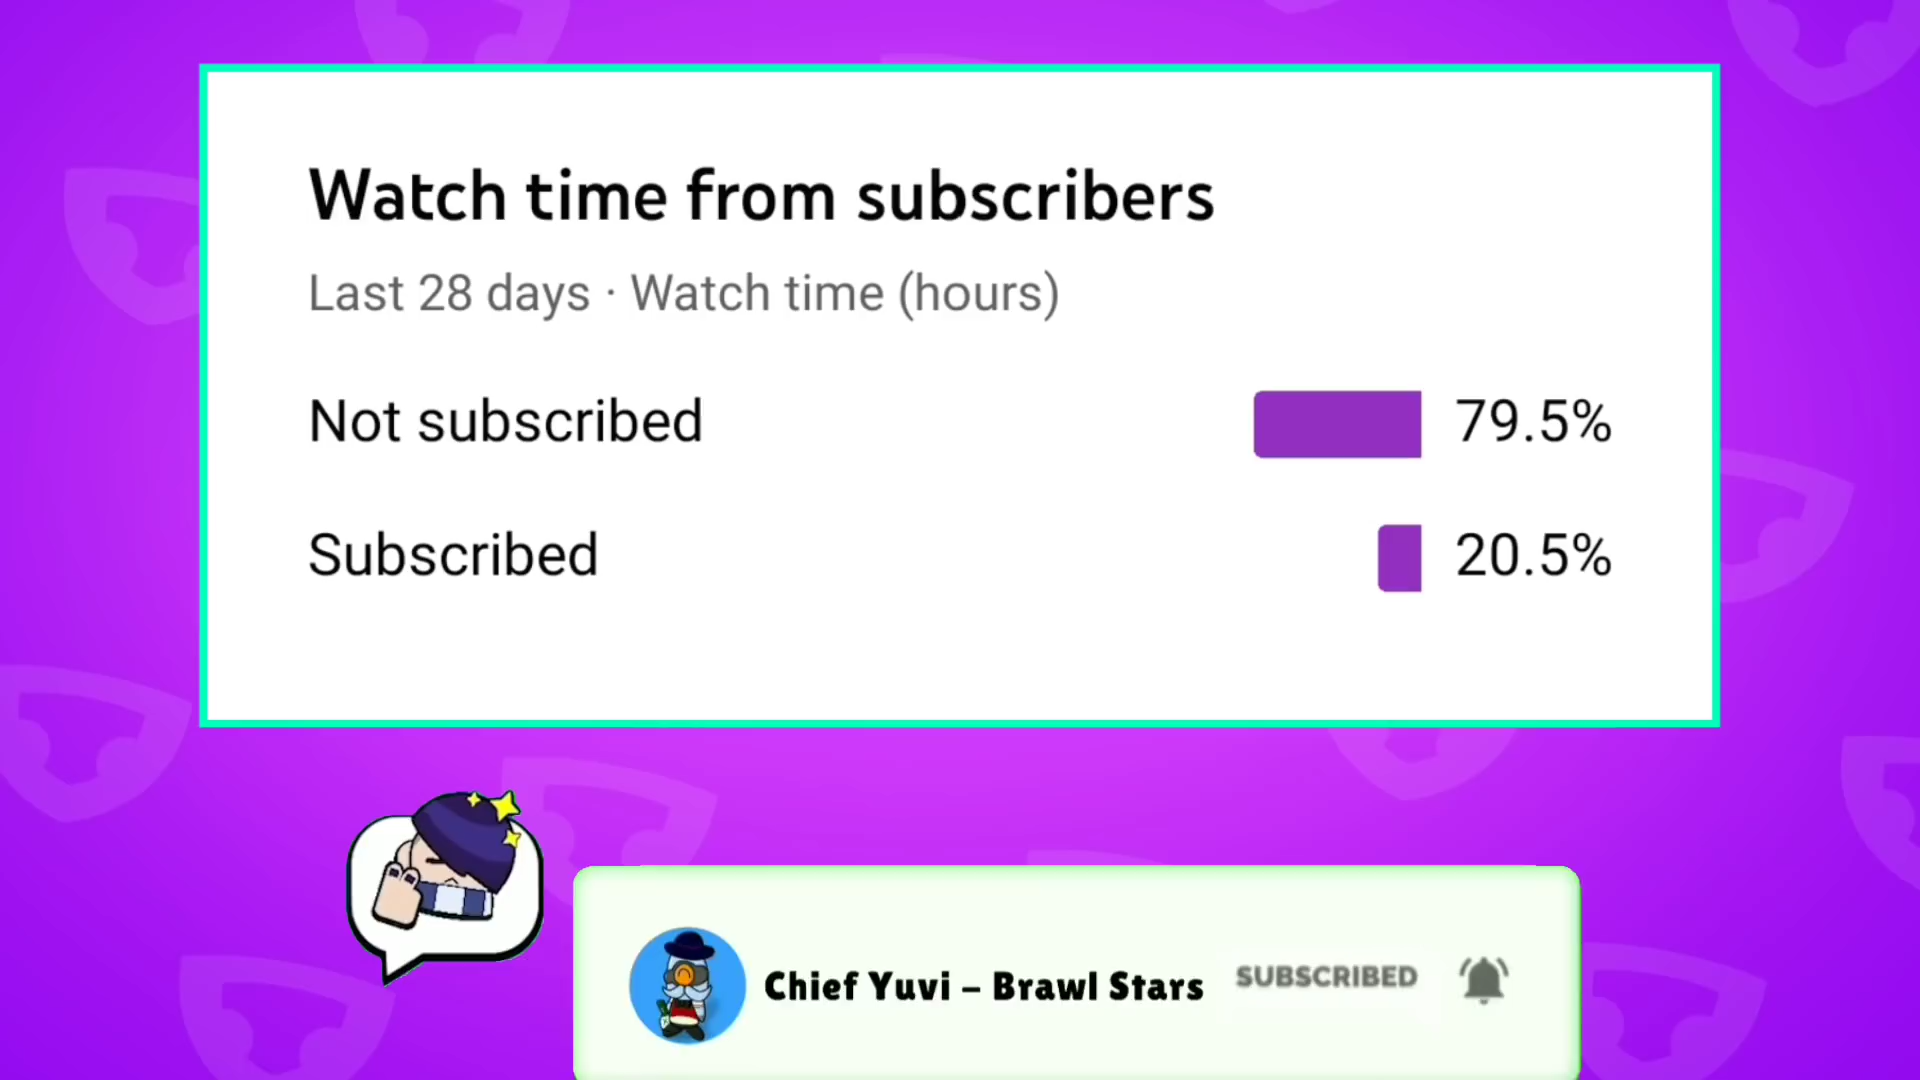 Watch time from subscribers
Last 28 days · Watch time (hours)
Not subscribed 79.5%
Subscribed 20.5%
Chief Yuvi – Brawl Stars SUBSCRIBED